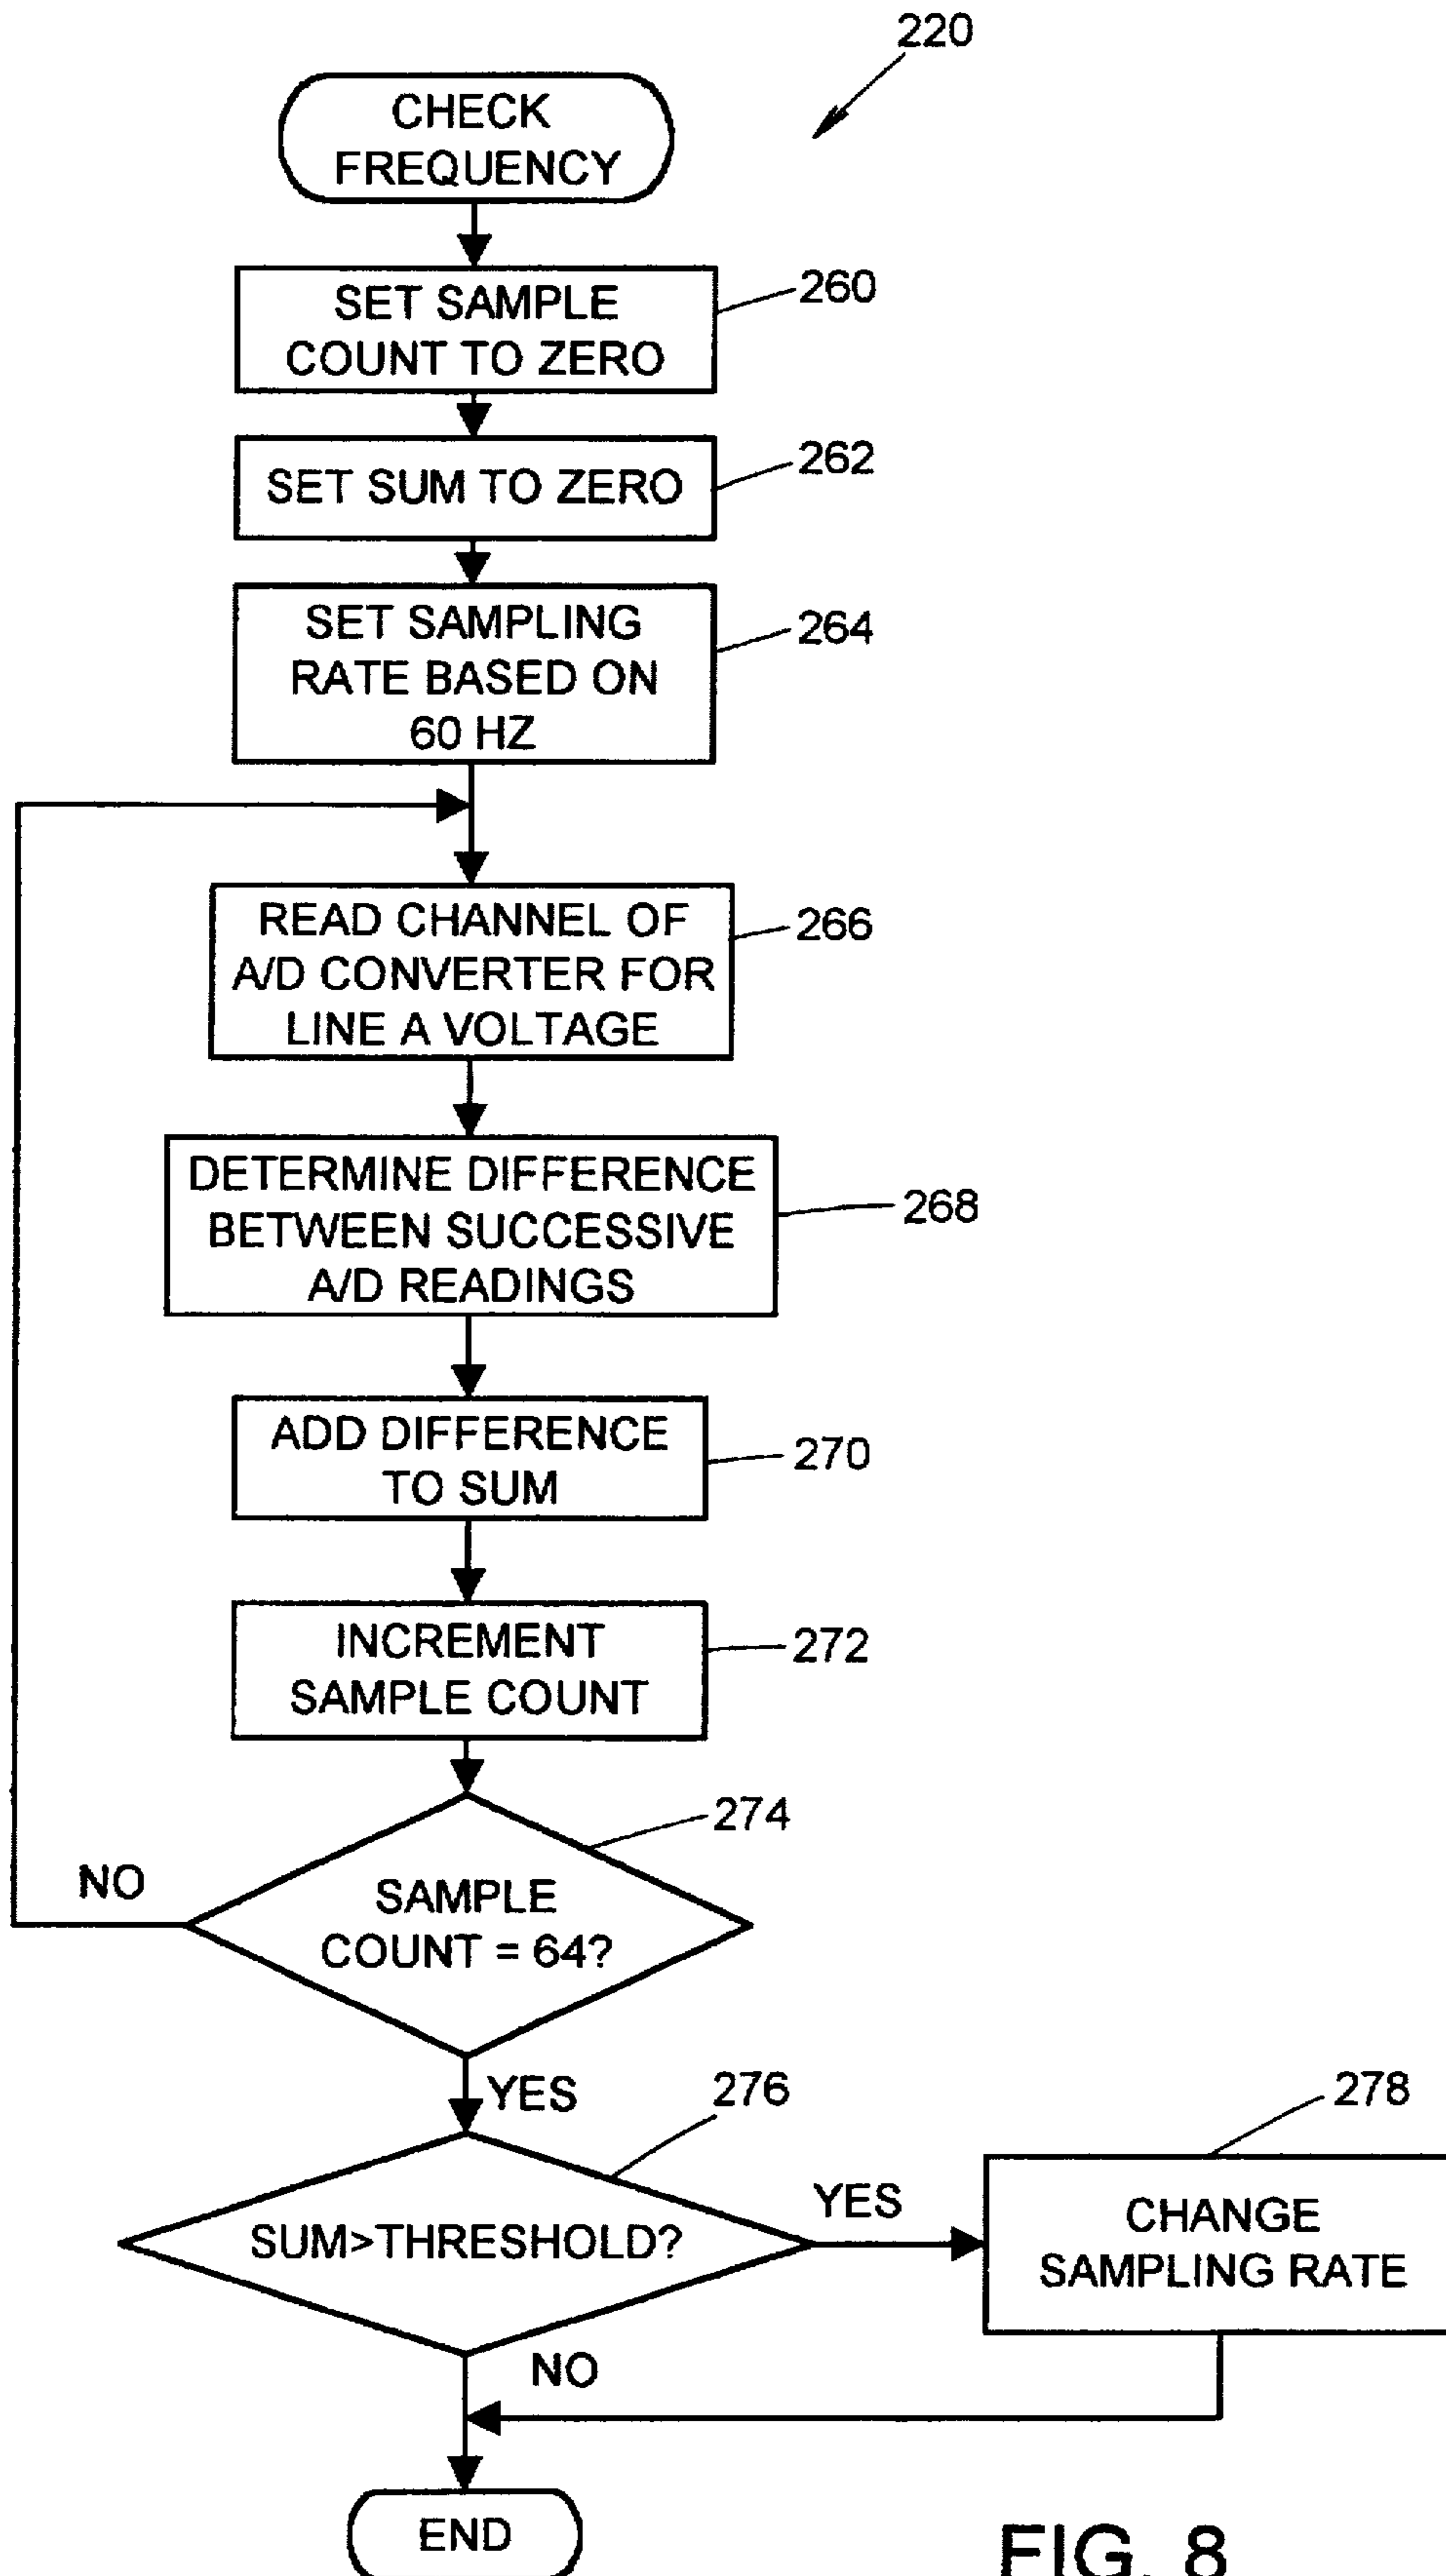 220
CHECK
FREQUENCY
SET SAMPLE
COUNT TO ZERO
260
SET SUM TO ZERO
262
SET SAMPLING
RATE BASED ON
60 HZ
264
READ CHANNEL OF
A/D CONVERTER FOR
LINE A VOLTAGE
266
DETERMINE DIFFERENCE
BETWEEN SUCCESSIVE
A/D READINGS
268
ADD DIFFERENCE
TO SUM
270
INCREMENT
SAMPLE COUNT
272
274
NO
SAMPLE
COUNT = 64?
YES
276
278
SUM>THRESHOLD?
YES
CHANGE
SAMPLING RATE
NO
END
FIG. 8